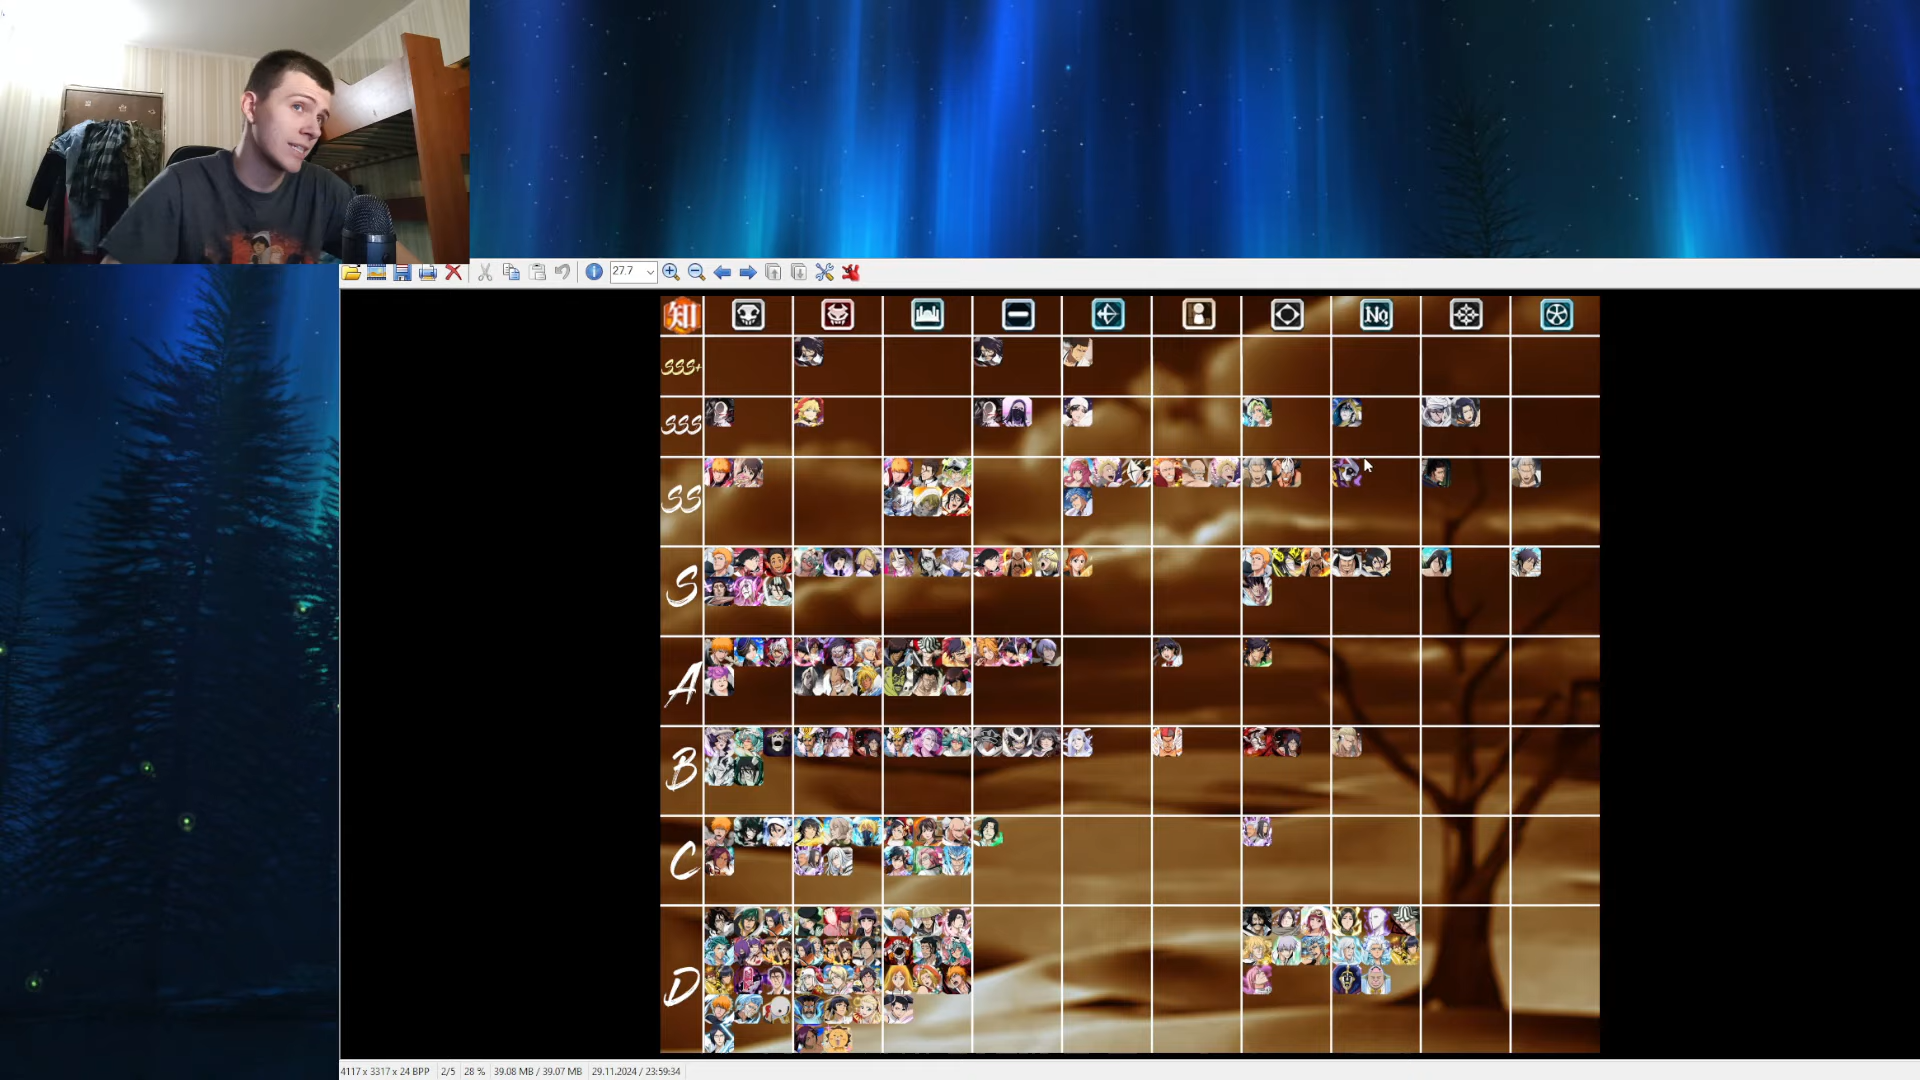 27.7
知
No.
SSS+
SSS
SS
S
A
B
C
D
4117 x 3317 x 24 BPP 2/5 28 % 39.08 MB / 39.07 MB 29.11.2024 / 23:59:34